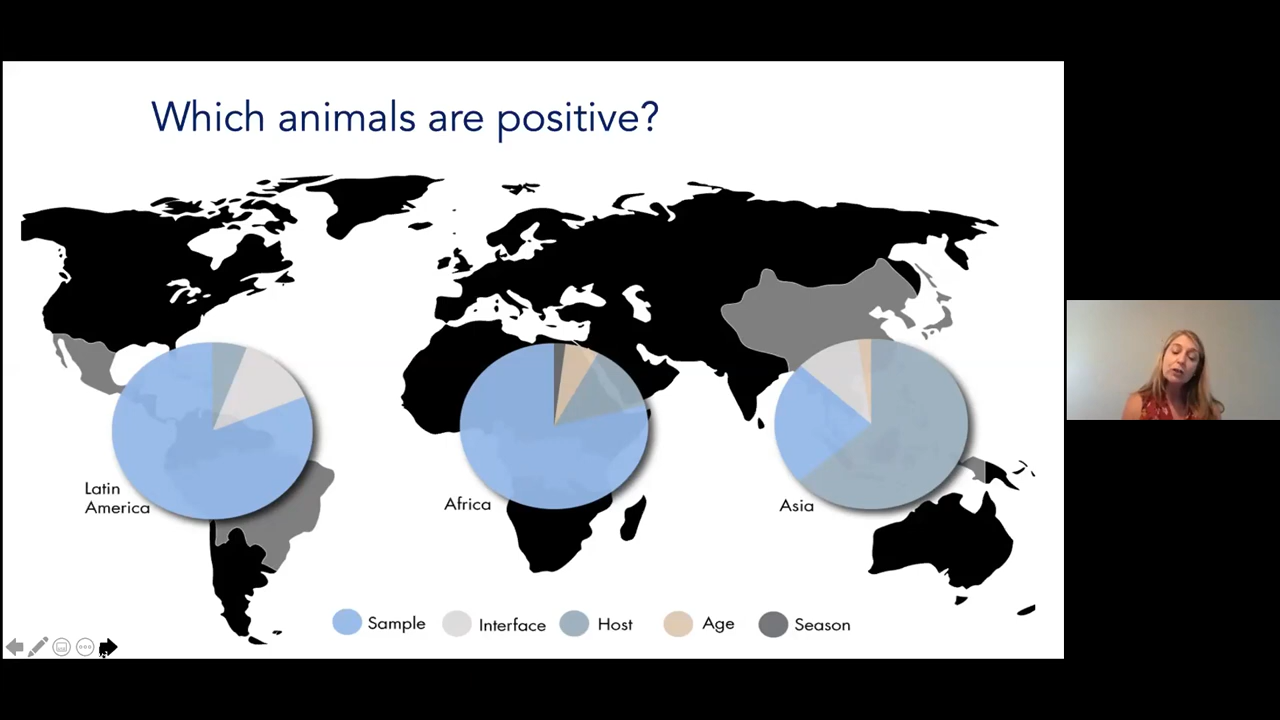 Which animals are positive?
Latin
America
Africa
Asia
Sample
Interface
Host
Age
Season